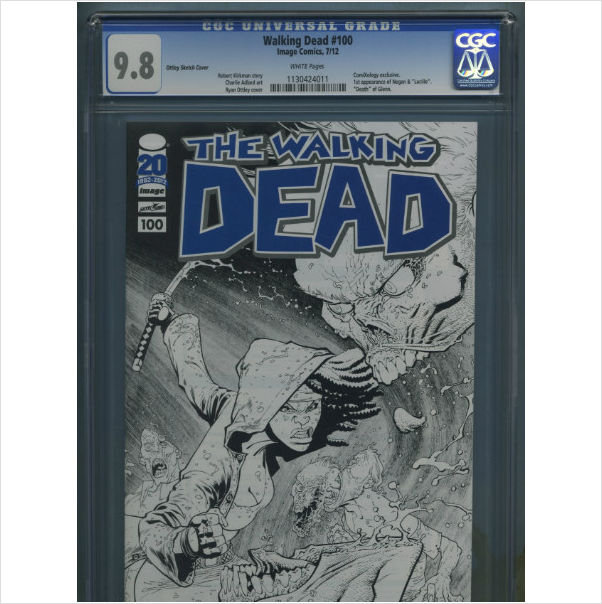 CGC UNIVERSAL GRADE
9.8
Walking Dead #100
Image Comics, 7/12
Ottley Sketch Cover
WHITE Pages
Robert Kirkman story
Charlie Adlard art
Ryan Ottley cover
1130424011
ComiXology exclusive.
1st appearance of Negan & "Lucille".
"Death" of Glenn.
CGC
THE WALKING
DEAD
20
1992-2012
image
100